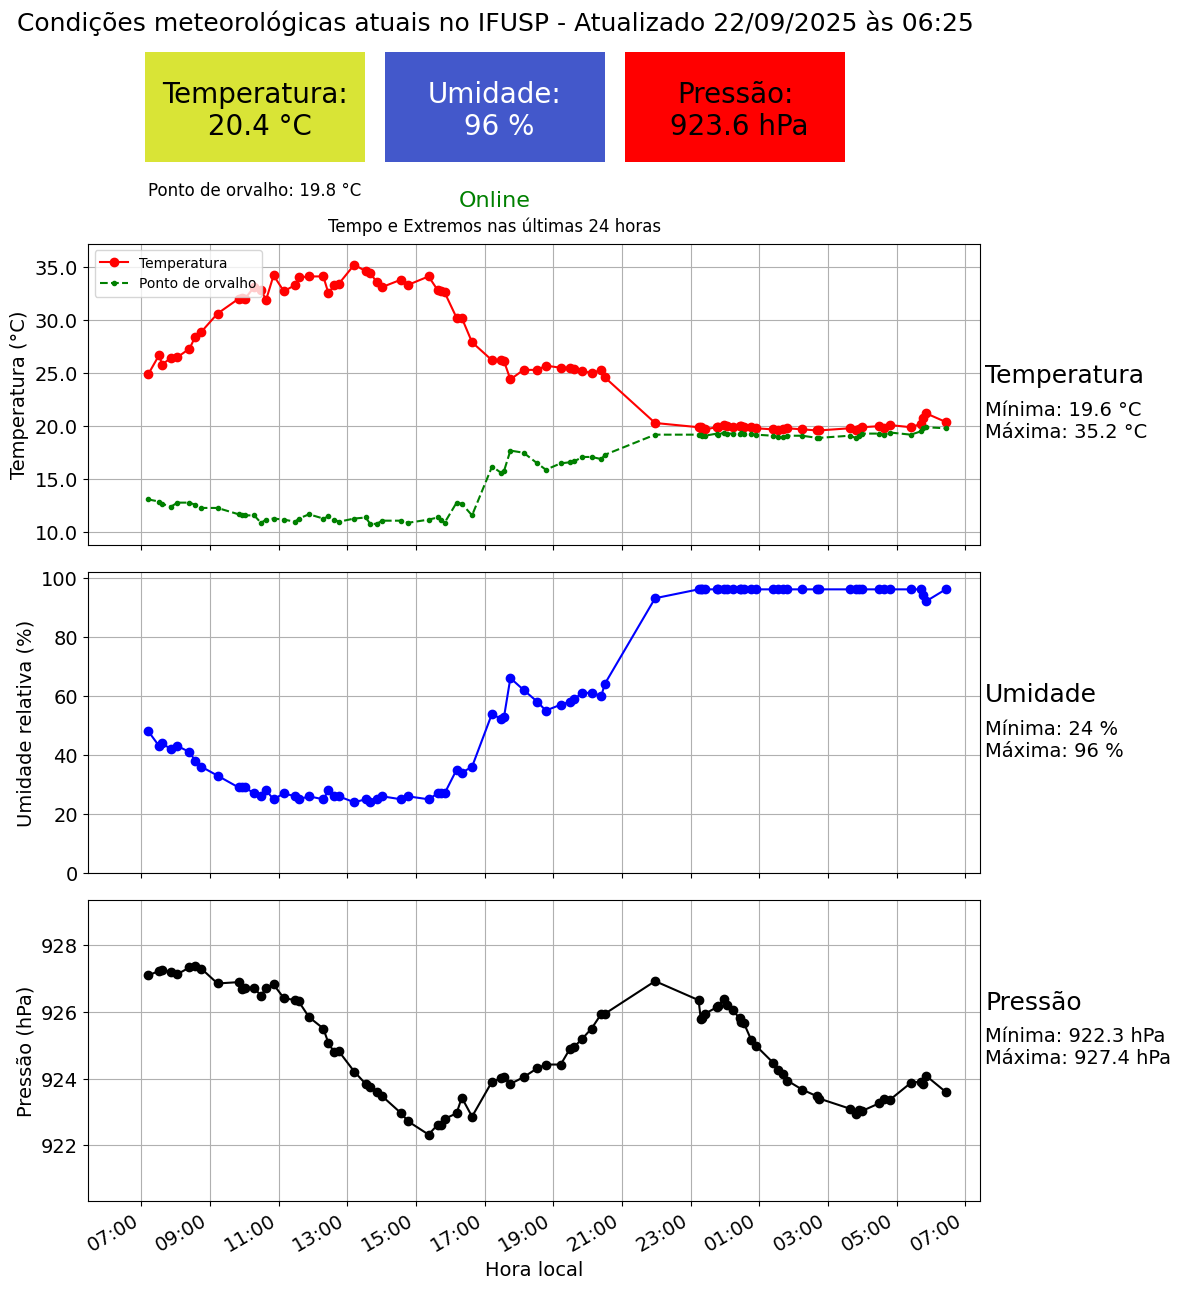 Condições meteorológicas atuais no IFUSP - Atualizado 22/09/2025 às 06:25
Temperatura:
20.4 °C
Umidade:
96 %
Pressão:
923.6 hPa
Ponto de orvalho: 19.8 °C
Online
Tempo e Extremos nas últimas 24 horas
Temperatura
Ponto de orvalho
Temperatura (°C)
35.0
30.0
25.0
20.0
15.0
10.0
Temperatura
Mínima: 19.6 °C
Máxima: 35.2 °C
Umidade relativa (%)
100
80
60
40
20
0
Umidade
Mínima: 24 %
Máxima: 96 %
Pressão (hPa)
928
926
924
922
Pressão
Mínima: 922.3 hPa
Máxima: 927.4 hPa
07:00 09:00 11:00 13:00 15:00 17:00 19:00 21:00 23:00 01:00 03:00 05:00 07:00
Hora local